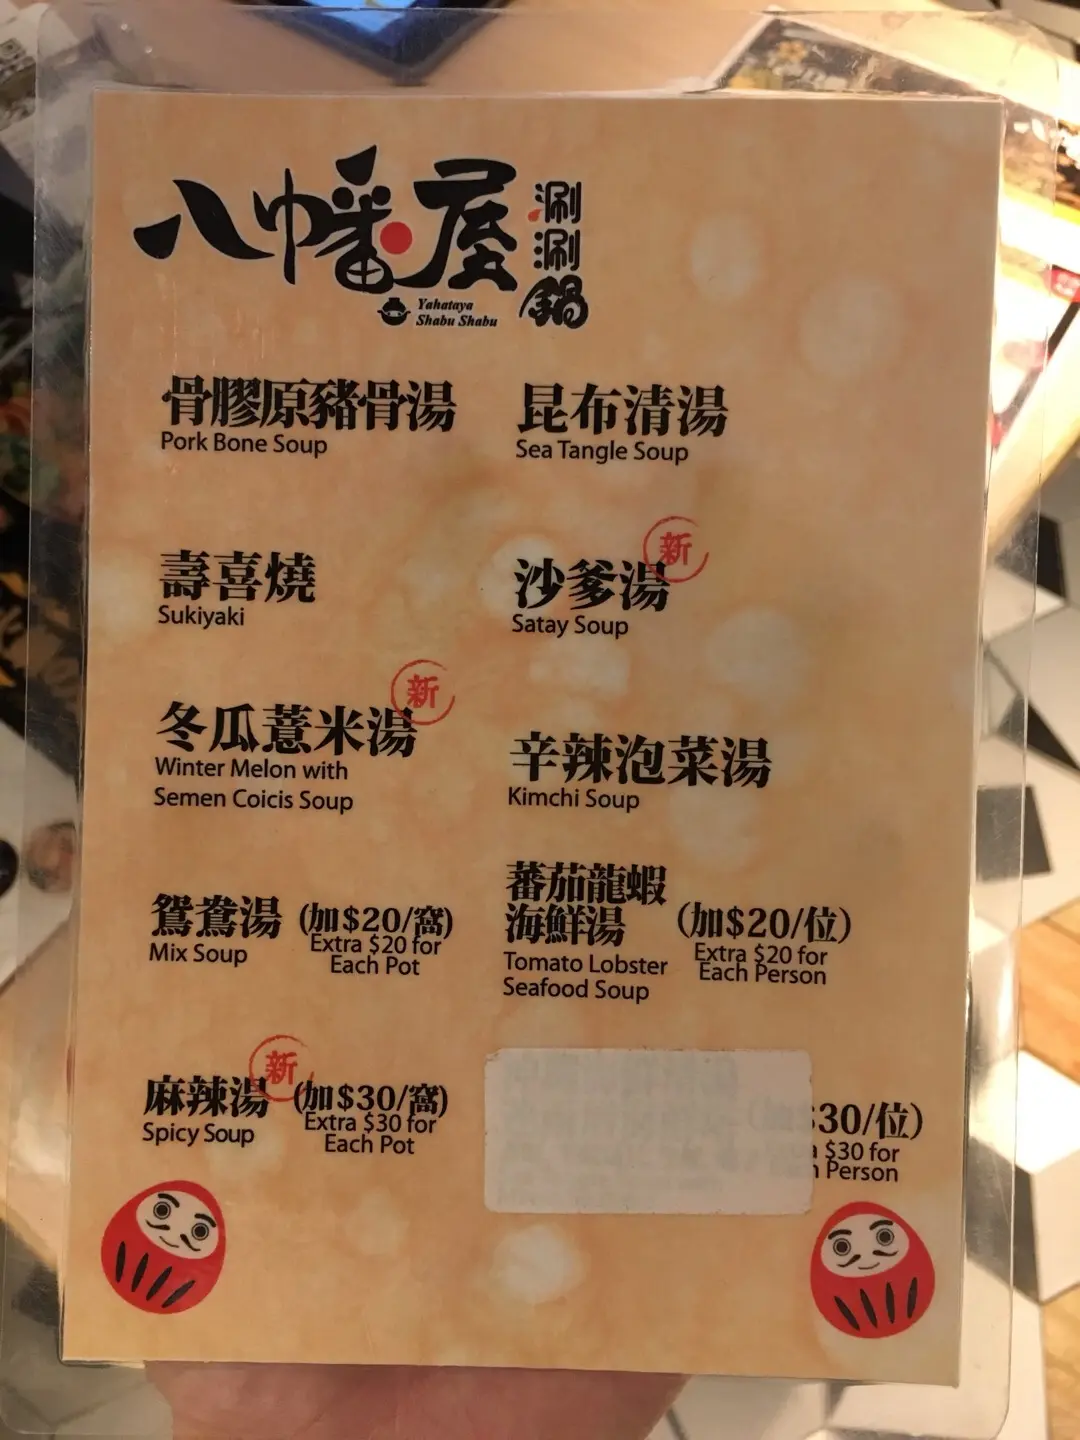 八幡屋
涮涮鍋
Yahataya
Shabu Shabu
骨膠原豬骨湯
Pork Bone Soup
昆布清湯
Sea Tangle Soup
壽喜燒
Sukiyaki
沙爹湯
新
Satay Soup
冬瓜薏米湯
新
Winter Melon with
Semen Coicis Soup
辛辣泡菜湯
Kimchi Soup
鴛鴦湯 (加$20/窩)
Mix Soup
Extra $20 for
Each Pot
蕃茄龍蝦
海鮮湯
(加$20/位)
Tomato Lobster
Seafood Soup
Extra $20 for
Each Person
麻辣湯
新
(加$30/窩)
Spicy Soup
Extra $30 for
Each Pot
$30/位)
$30 for
Person